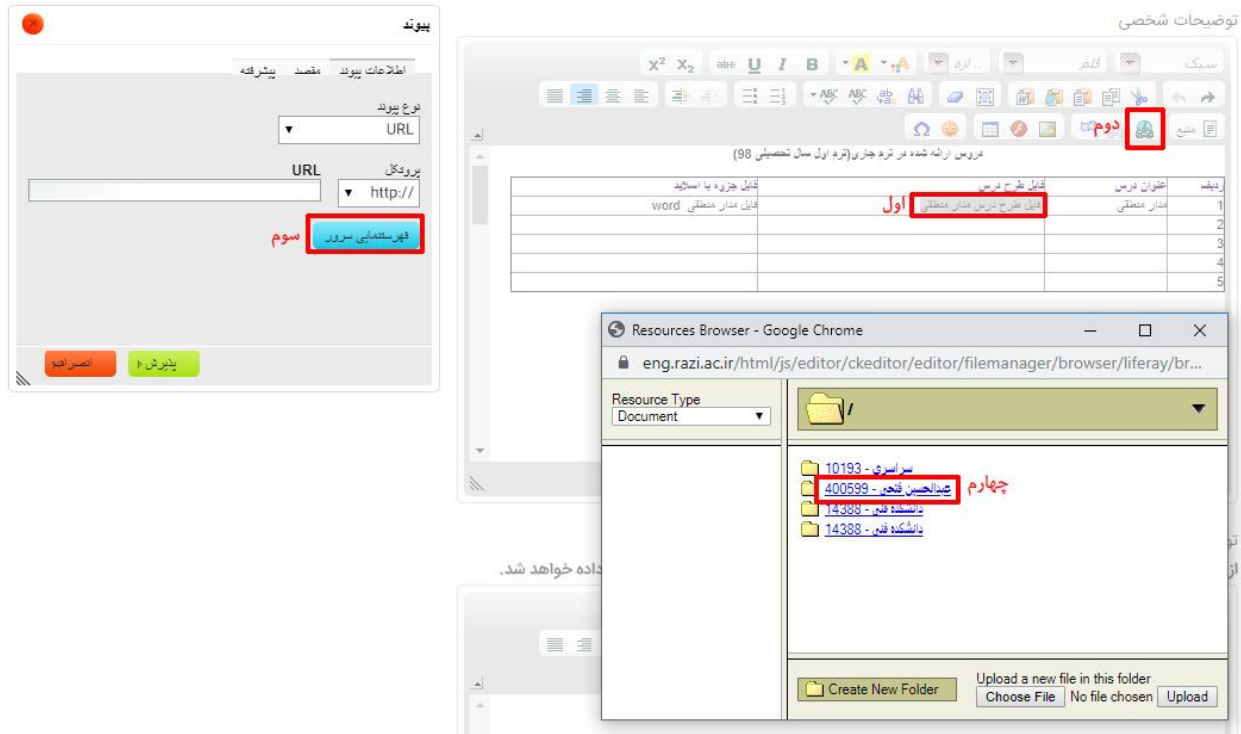 توضیحات شخصی
سبک
قلم
اندازه ...
B I U abc X₂ X²
منبع
دوم
دروس ارائه شده در ترم جاری(ترم اول سال تحصیلی 98)
ردیف عنوان درس فایل طرح درس فایل جزوه یا اسلاید
1 مدار منطقی فایل طرح درس مدار منطقی اول فایل مدار منطقی word
2
3
4
5
پیوند
اطلاعات پیوند مقصد پیشرفته
نوع پیوند
URL
پروتکل URL
http://
فهرستنمایی سرور سوم
پذیرش انصراف
Resources Browser - Google Chrome
eng.razi.ac.ir/html/js/editor/ckeditor/editor/filemanager/browser/liferay/br...
Resource Type
Document
/
سراسری - 10193
عبدالحسین فتحی - 400599 چهارم
دانشکده فنی - 14388
دانشکده فنی - 14388
Create New Folder
Upload a new file in this folder
Choose File No file chosen Upload
داده خواهد شد.